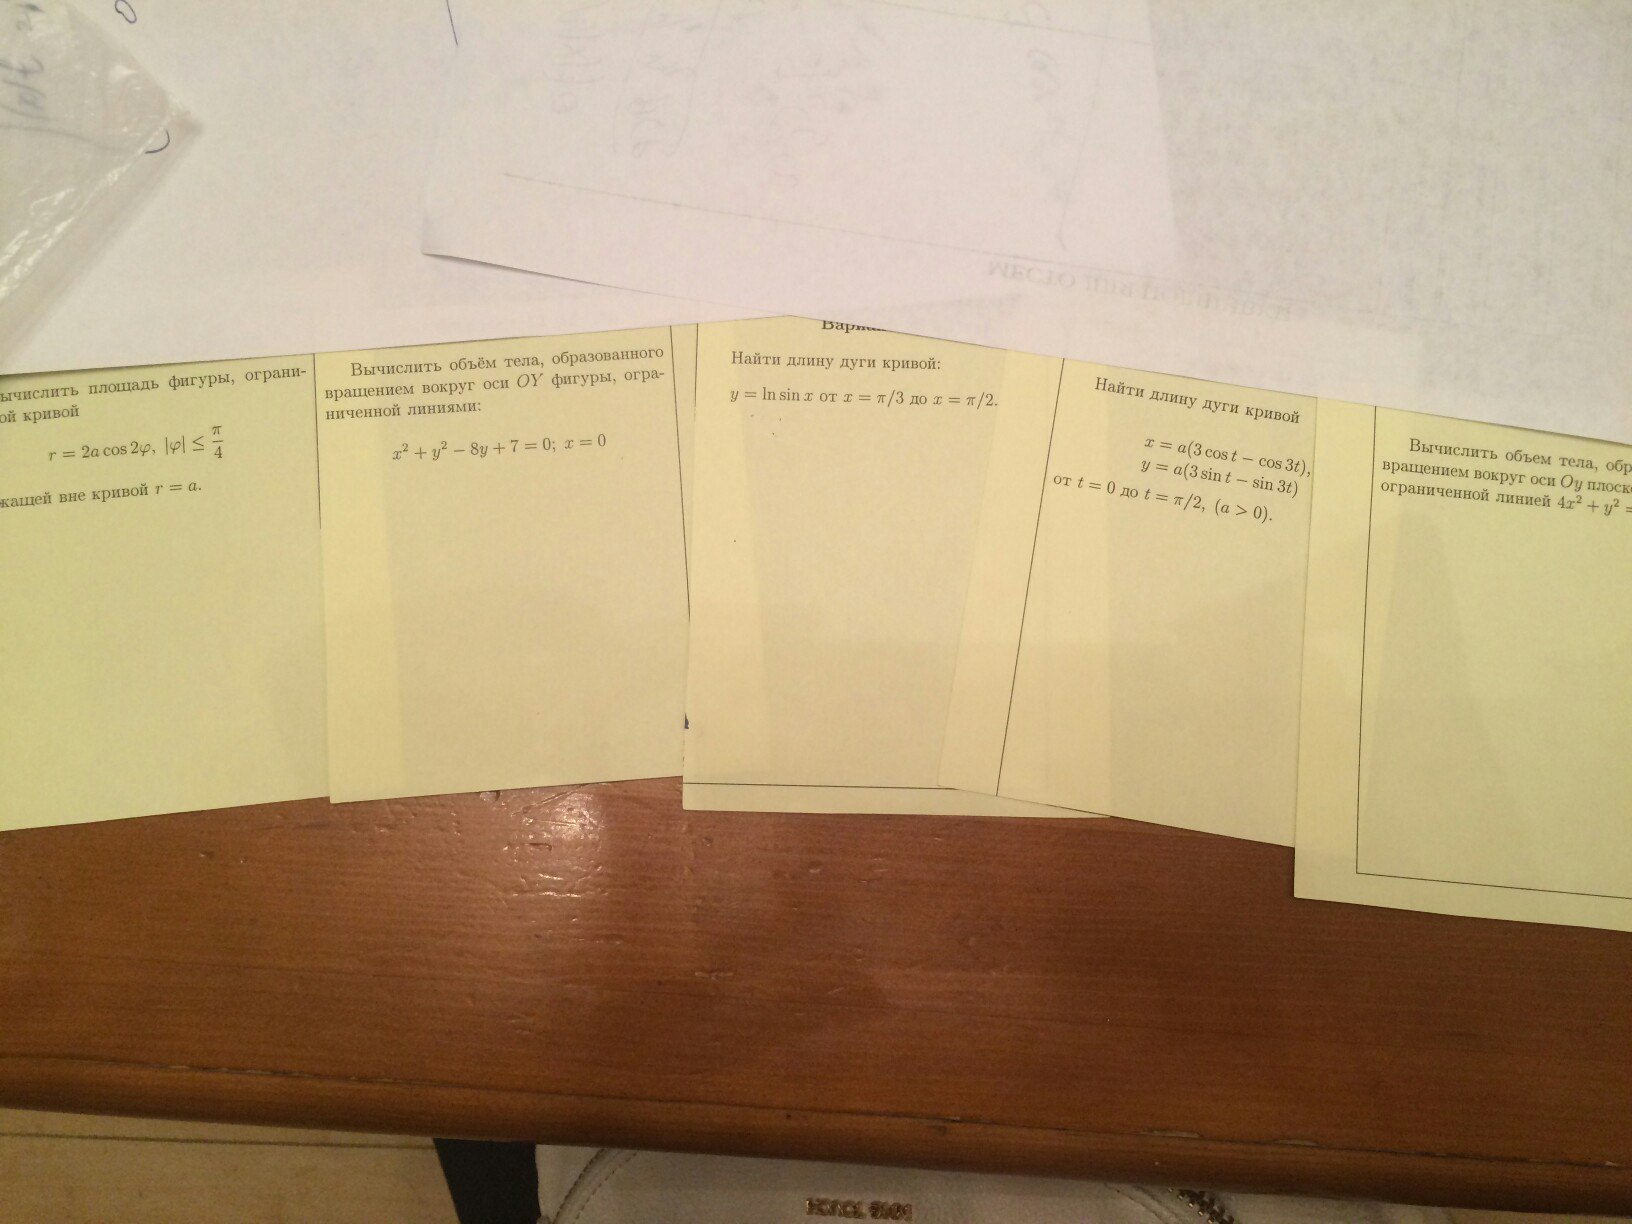 ычислить площадь фигуры, ограни-
ой кривой
r = 2a cos 2φ, |φ| ≤ π/4
жащей вне кривой r = a.
Вычислить объём тела, образованного
вращением вокруг оси OY фигуры, огра-
ниченной линиями:
x² + y² − 8y + 7 = 0; x = 0
Найти длину дуги кривой:
y = ln sin x от x = π/3 до x = π/2.
Найти длину дуги кривой
x = a(3 cos t − cos 3t),
y = a(3 sin t − sin 3t)
от t = 0 до t = π/2, (a > 0).
Вычислить объем тела, обр
вращением вокруг оси Oy плоск
ограниченной линией 4x² + y² =